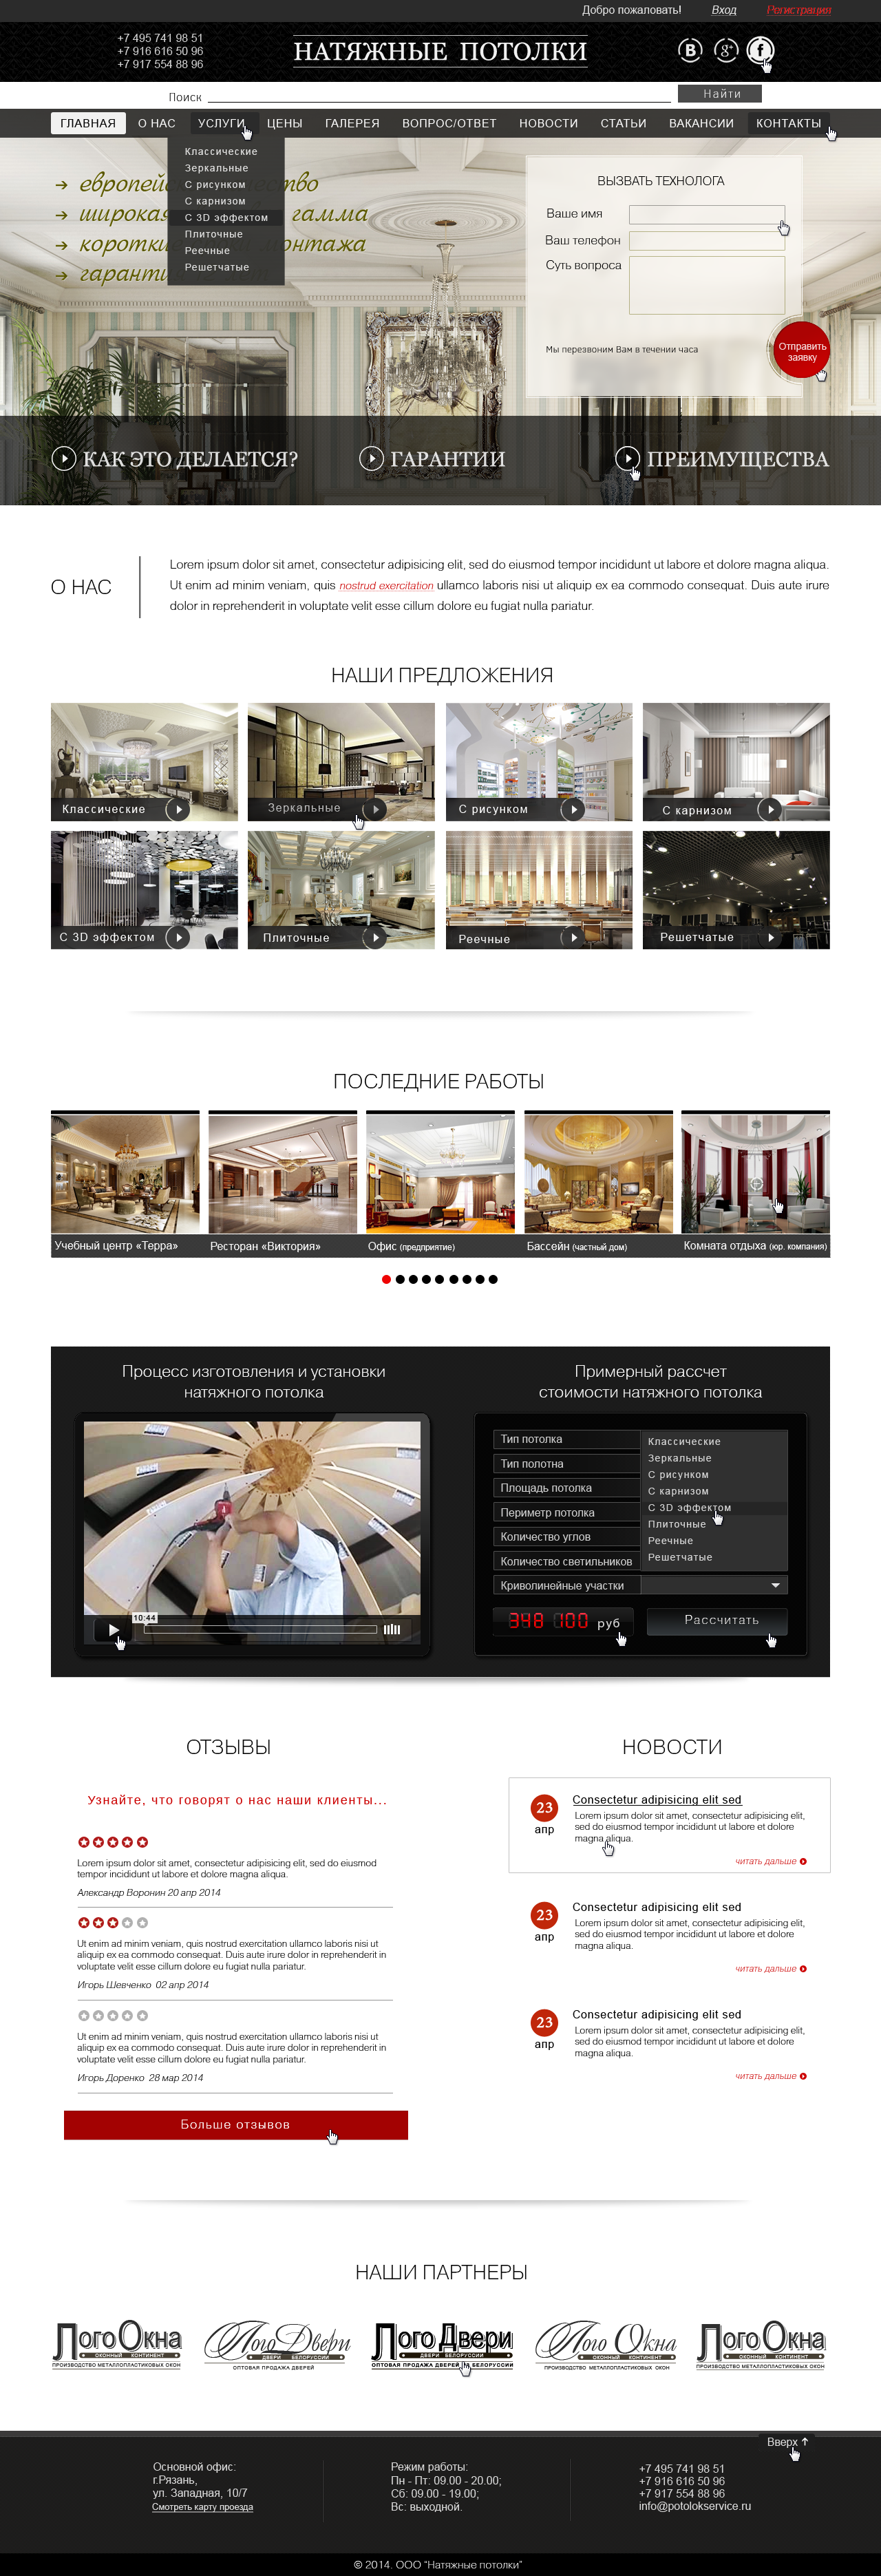 Добро пожаловать! Вход Регистрация
+7 495 741 98 51
+7 916 616 50 96
+7 917 554 88 96
НАТЯЖНЫЕ ПОТОЛКИ
B g+ f
Поиск
Найти
ГЛАВНАЯ О НАС УСЛУГИ ЦЕНЫ ГАЛЕРЕЯ ВОПРОС/ОТВЕТ НОВОСТИ СТАТЬИ ВАКАНСИИ КОНТАКТЫ
Классические
Зеркальные
С рисунком
С карнизом
С 3D эффектом
Плиточные
Реечные
Решетчатые
широкая гамма
короткие монтажа
ВЫЗВАТЬ ТЕХНОЛОГА
Ваше имя
Ваш телефон
Суть вопроса
Мы перезвоним Вам в течении часа
Отправить
заявку
КАК ЭТО ДЕЛАЕТСЯ? ГАРАНТИИ ПРЕИМУЩЕСТВА
О НАС
Lorem ipsum dolor sit amet, consectetur adipisicing elit, sed do eiusmod tempor incididunt ut labore et dolore magna aliqua.
Ut enim ad minim veniam, quis nostrud exercitation ullamco laboris nisi ut aliquip ex ea commodo consequat. Duis aute irure
dolor in reprehenderit in voluptate velit esse cillum dolore eu fugiat nulla pariatur.
НАШИ ПРЕДЛОЖЕНИЯ
Классические
Зеркальные
С рисунком
С карнизом
С 3D эффектом
Плиточные
Реечные
Решетчатые
ПОСЛЕДНИЕ РАБОТЫ
Учебный центр «Терра»
Ресторан «Виктория»
Офис (предприятие)
Бассейн (частный дом)
Комната отдыха (юр. компания)
Процесс изготовления и установки
натяжного потолка
10:44
Примерный рассчет
стоимости натяжного потолка
Тип потолка
Тип полотна
Площадь потолка
Периметр потолка
Количество углов
Количество светильников
Криволинейные участки
Классические
Зеркальные
С рисунком
С карнизом
С 3D эффектом
Плиточные
Реечные
Решетчатые
348 100 руб
Рассчитать
ОТЗЫВЫ
Узнайте, что говорят о нас наши клиенты...
Lorem ipsum dolor sit amet, consectetur adipisicing elit, sed do eiusmod
tempor incididunt ut labore et dolore magna aliqua.
Александр Воронин 20 апр 2014
Ut enim ad minim veniam, quis nostrud exercitation ullamco laboris nisi ut
aliquip ex ea commodo consequat. Duis aute irure dolor in reprehenderit in
voluptate velit esse cillum dolore eu fugiat nulla pariatur.
Игорь Шевченко 02 апр 2014
Ut enim ad minim veniam, quis nostrud exercitation ullamco laboris nisi ut
aliquip ex ea commodo consequat. Duis aute irure dolor in reprehenderit in
voluptate velit esse cillum dolore eu fugiat nulla pariatur.
Игорь Доренко 28 мар 2014
Больше отзывов
НОВОСТИ
23
апр
Consectetur adipisicing elit sed
Lorem ipsum dolor sit amet, consectetur adipisicing elit,
sed do eiusmod tempor incididunt ut labore et dolore
magna aliqua.
читать дальше
23
апр
Consectetur adipisicing elit sed
Lorem ipsum dolor sit amet, consectetur adipisicing elit,
sed do eiusmod tempor incididunt ut labore et dolore
magna aliqua.
читать дальше
23
апр
Consectetur adipisicing elit sed
Lorem ipsum dolor sit amet, consectetur adipisicing elit,
sed do eiusmod tempor incididunt ut labore et dolore
magna aliqua.
читать дальше
НАШИ ПАРТНЕРЫ
ЛогоОкна
ОКОННЫЙ КОНТИНЕНТ
ПРОИЗВОДСТВО МЕТАЛЛОПЛАСТИКОВЫХ ОКОН
ЛогоДвери
ДВЕРИ БЕЛОРУССИИ
ОПТОВАЯ ПРОДАЖА ДВЕРЕЙ
Лого Двери
ДВЕРИ БЕЛОРУССИИ
ОПТОВАЯ ПРОДАЖА ДВЕРЕЙ БЕЛОРУССИИ
Лого Окна
ОКОННЫЙ КОНТИНЕНТ
ПРОИЗВОДСТВО МЕТАЛЛОПЛАСТИКОВЫХ ОКОН
ЛогоОкна
ОКОННЫЙ КОНТИНЕНТ
ПРОИЗВОДСТВО МЕТАЛЛОПЛАСТИКОВЫХ ОКОН
Вверх
Основной офис:
г.Рязань,
ул. Западная, 10/7
Смотреть карту проезда
Режим работы:
Пн - Пт: 09.00 - 20.00;
Сб: 09.00 - 19.00;
Вс: выходной.
+7 495 741 98 51
+7 916 616 50 96
+7 917 554 88 96
info@potolokservice.ru
© 2014. ООО "Натяжные потолки"